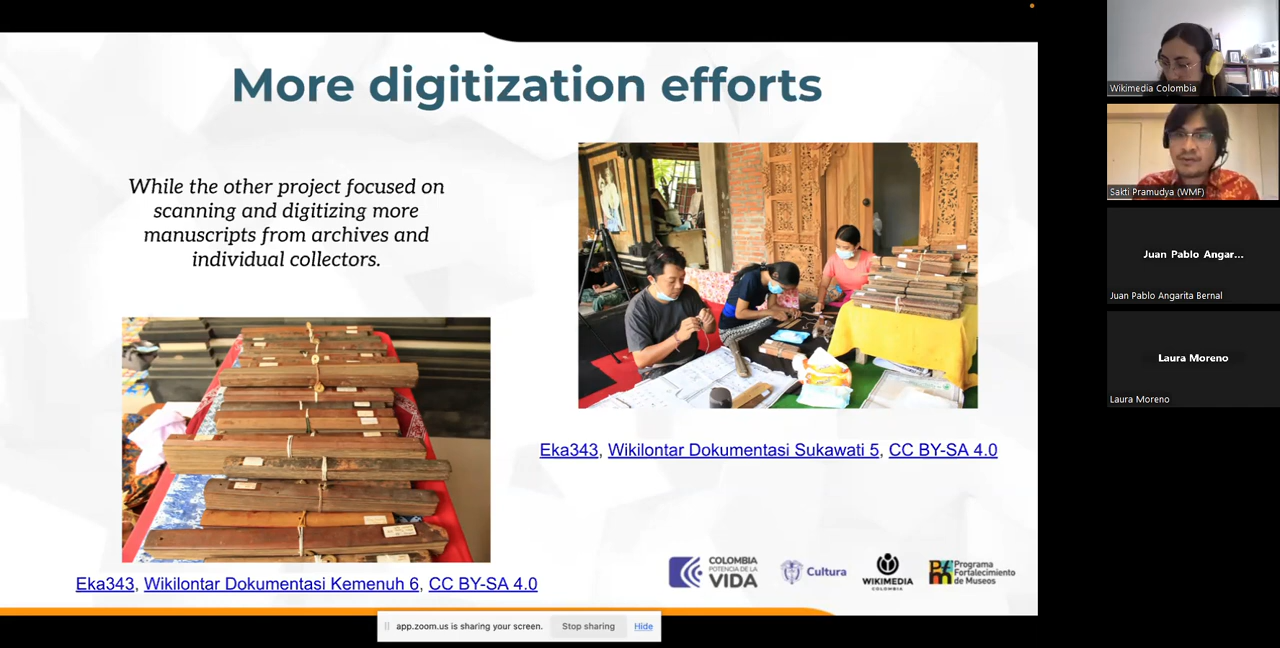 More digitization efforts
While the other project focused on
scanning and digitizing more
manuscripts from archives and
individual collectors.
Eka343, Wikilontar Dokumentasi Sukawati 5, CC BY-SA 4.0
Eka343, Wikilontar Dokumentasi Kemenuh 6, CC BY-SA 4.0
COLOMBIA
POTENCIA DE LA
VIDA
Cultura
WIKIMEDIA
COLOMBIA
Programa
Fortalecimiento
de Museos
app.zoom.us is sharing your screen.
Stop sharing
Hide
Wikimedia Colombia
Sakti Pramudya (WMF)
Juan Pablo Angar...
Juan Pablo Angarita Bernal
Laura Moreno
Laura Moreno